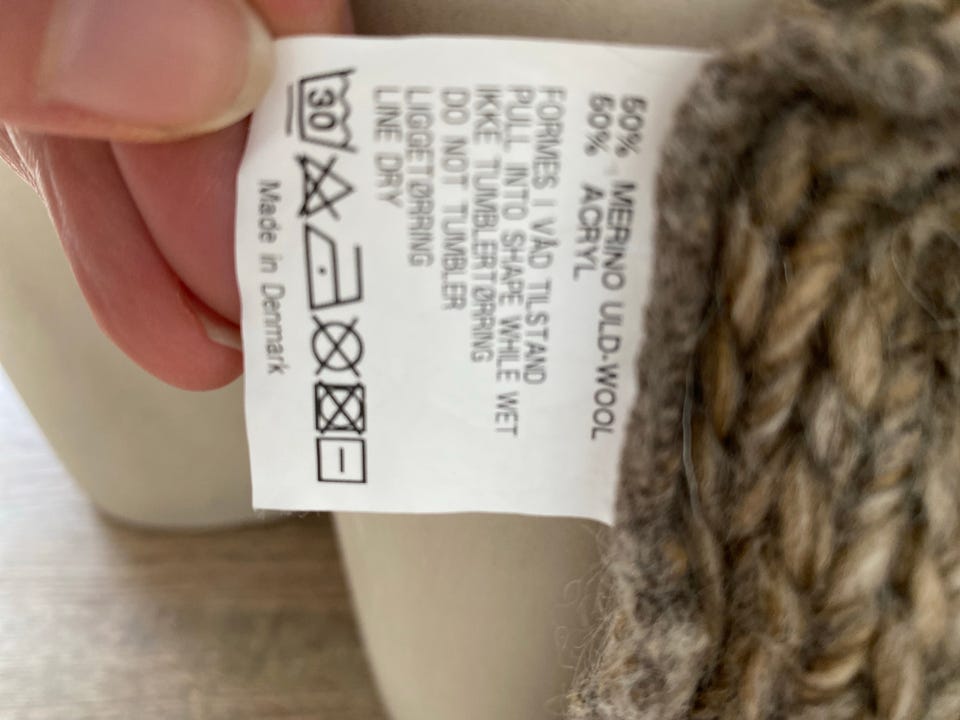 50% MERINO ULD-WOOL
50% ACRYL
FORMES I VÅD TILSTAND
PULL INTO SHAPE WHILE WET
IKKE TUMBLERTØRRING
DO NOT TUMBLER
LIGGETØRRING
LINE DRY
30
Made in Denmark